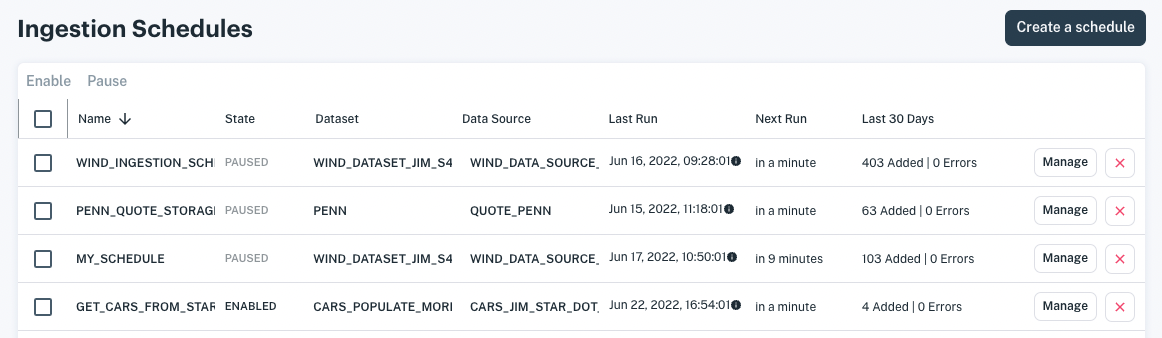 Ingestion Schedules
Create a schedule
Enable Pause
Name State Dataset Data Source Last Run Next Run Last 30 Days
WIND_INGESTION_SCH PAUSED WIND_DATASET_JIM_S4 WIND_DATA_SOURCE_ Jun 16, 2022, 09:28:01 in a minute 403 Added | 0 Errors Manage
PENN_QUOTE_STORAG PAUSED PENN QUOTE_PENN Jun 15, 2022, 11:18:01 in a minute 63 Added | 0 Errors Manage
MY_SCHEDULE PAUSED WIND_DATASET_JIM_S4 WIND_DATA_SOURCE_ Jun 17, 2022, 10:50:01 in 9 minutes 103 Added | 0 Errors Manage
GET_CARS_FROM_STAR ENABLED CARS_POPULATE_MORI CARS_JIM_STAR_DOT_ Jun 22, 2022, 16:54:01 in a minute 4 Added | 0 Errors Manage